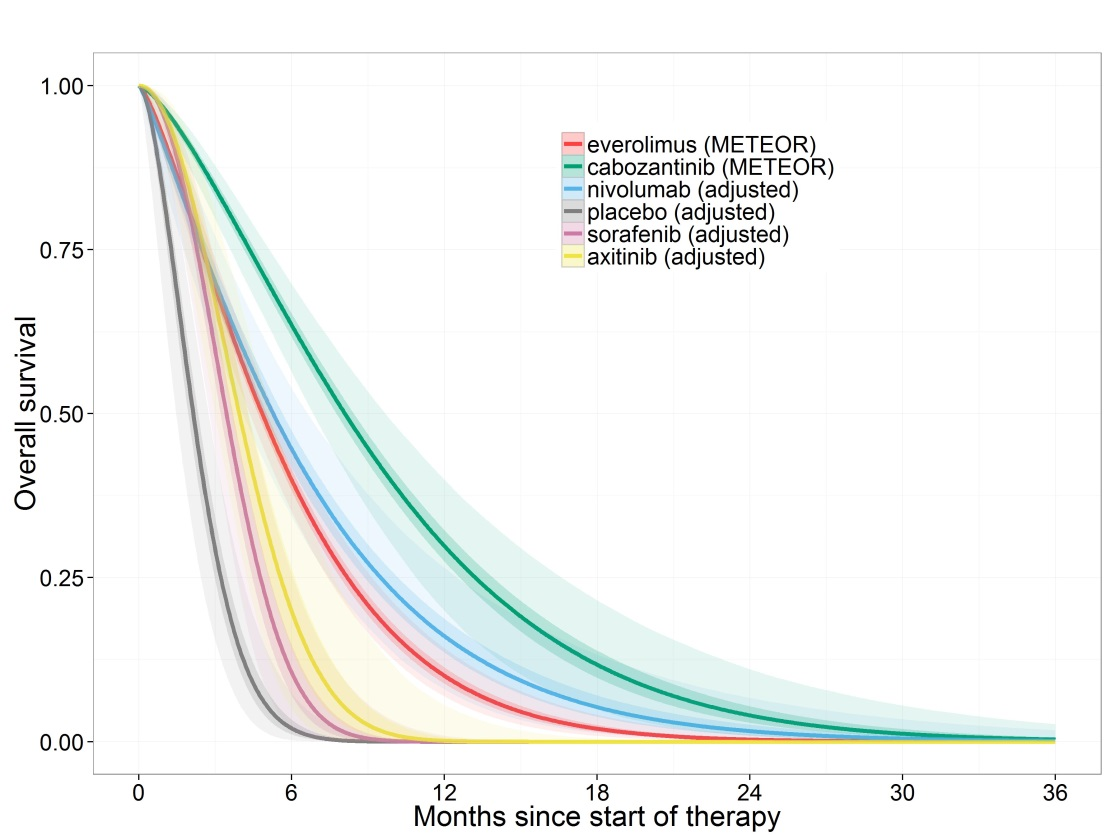 everolimus (METEOR)
cabozantinib (METEOR)
nivolumab (adjusted)
placebo (adjusted)
sorafenib (adjusted)
axitinib (adjusted)
Overall survival
1.00
0.75
0.50
0.25
0.00
0 6 12 18 24 30 36
Months since start of therapy